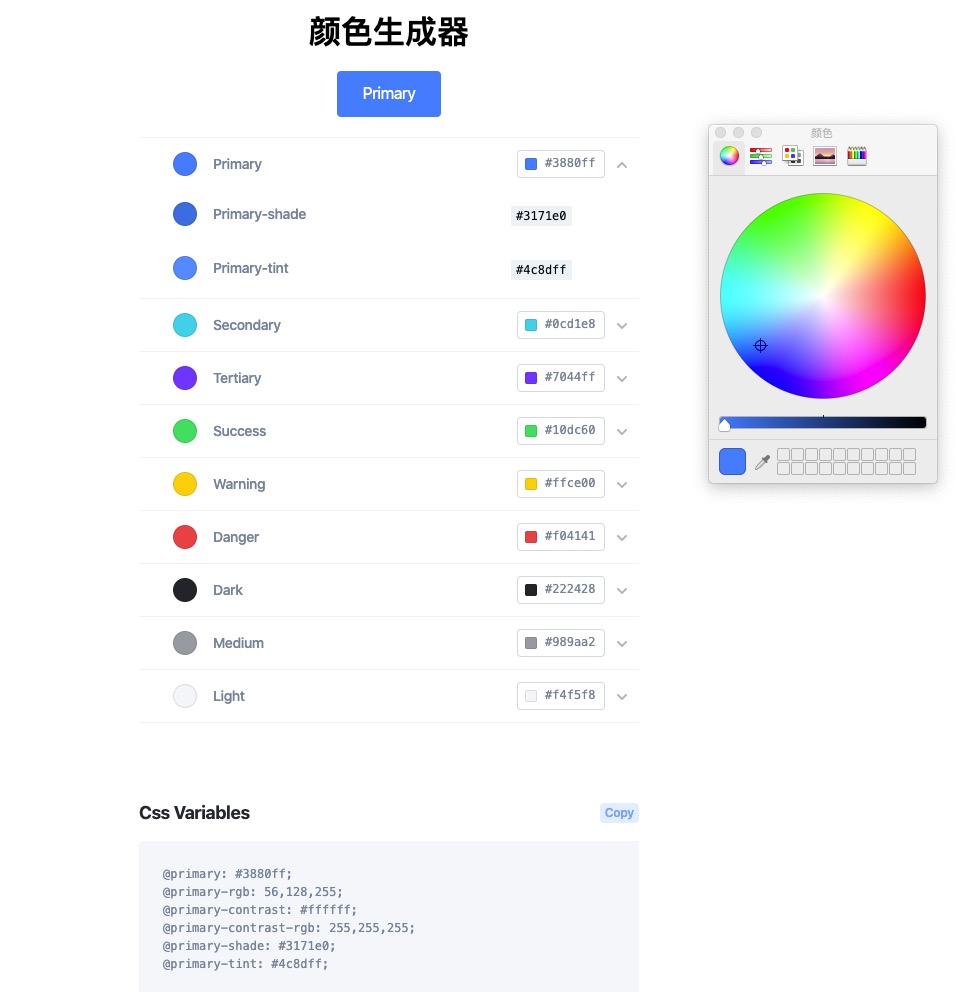 颜色生成器
Primary
颜色
Primary #3880ff
Primary-shade #3171e0
Primary-tint #4c8dff
Secondary #0cd1e8
Tertiary #7044ff
Success #10dc60
Warning #ffce00
Danger #f04141
Dark #222428
Medium #989aa2
Light #f4f5f8
Css Variables Copy
@primary: #3880ff;
@primary-rgb: 56,128,255;
@primary-contrast: #ffffff;
@primary-contrast-rgb: 255,255,255;
@primary-shade: #3171e0;
@primary-tint: #4c8dff;